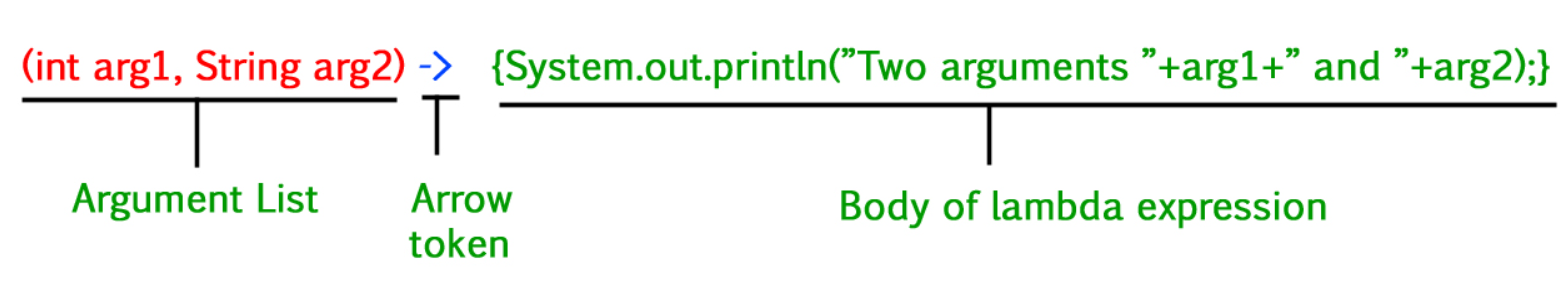 (int arg1, String arg2) -> {System.out.println(”Two arguments ”+arg1+” and ”+arg2);}
Argument List
Arrow
token
Body of lambda expression